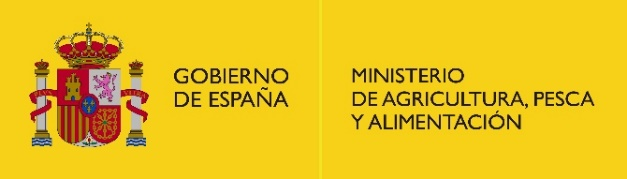 GOBIERNO
DE ESPAÑA
MINISTERIO
DE AGRICULTURA, PESCA
Y ALIMENTACIÓN